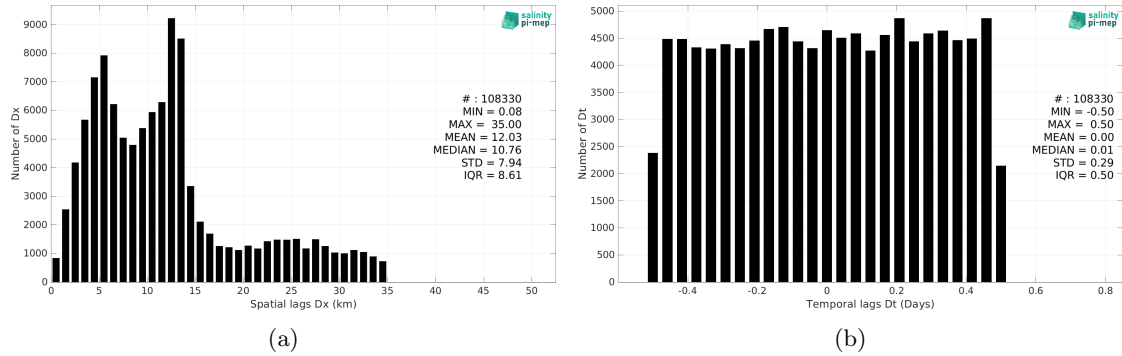 9000
8000
7000
6000
5000
4000
3000
2000
1000
0
Number of Dx
salinity
pi-mep
# : 108330
MIN = 0.08
MAX = 35.00
MEAN = 12.03
MEDIAN = 10.76
STD = 7.94
IQR = 8.61
0 5 10 15 20 25 30 35 40 45 50
Spatial lags Dx (km)
(a)
5000
4500
4000
3500
3000
2500
2000
1500
1000
500
0
Number of Dt
salinity
pi-mep
# : 108330
MIN = -0.50
MAX = 0.50
MEAN = 0.00
MEDIAN = 0.01
STD = 0.29
IQR = 0.50
-0.4 -0.2 0 0.2 0.4 0.6 0.8
Temporal lags Dt (Days)
(b)